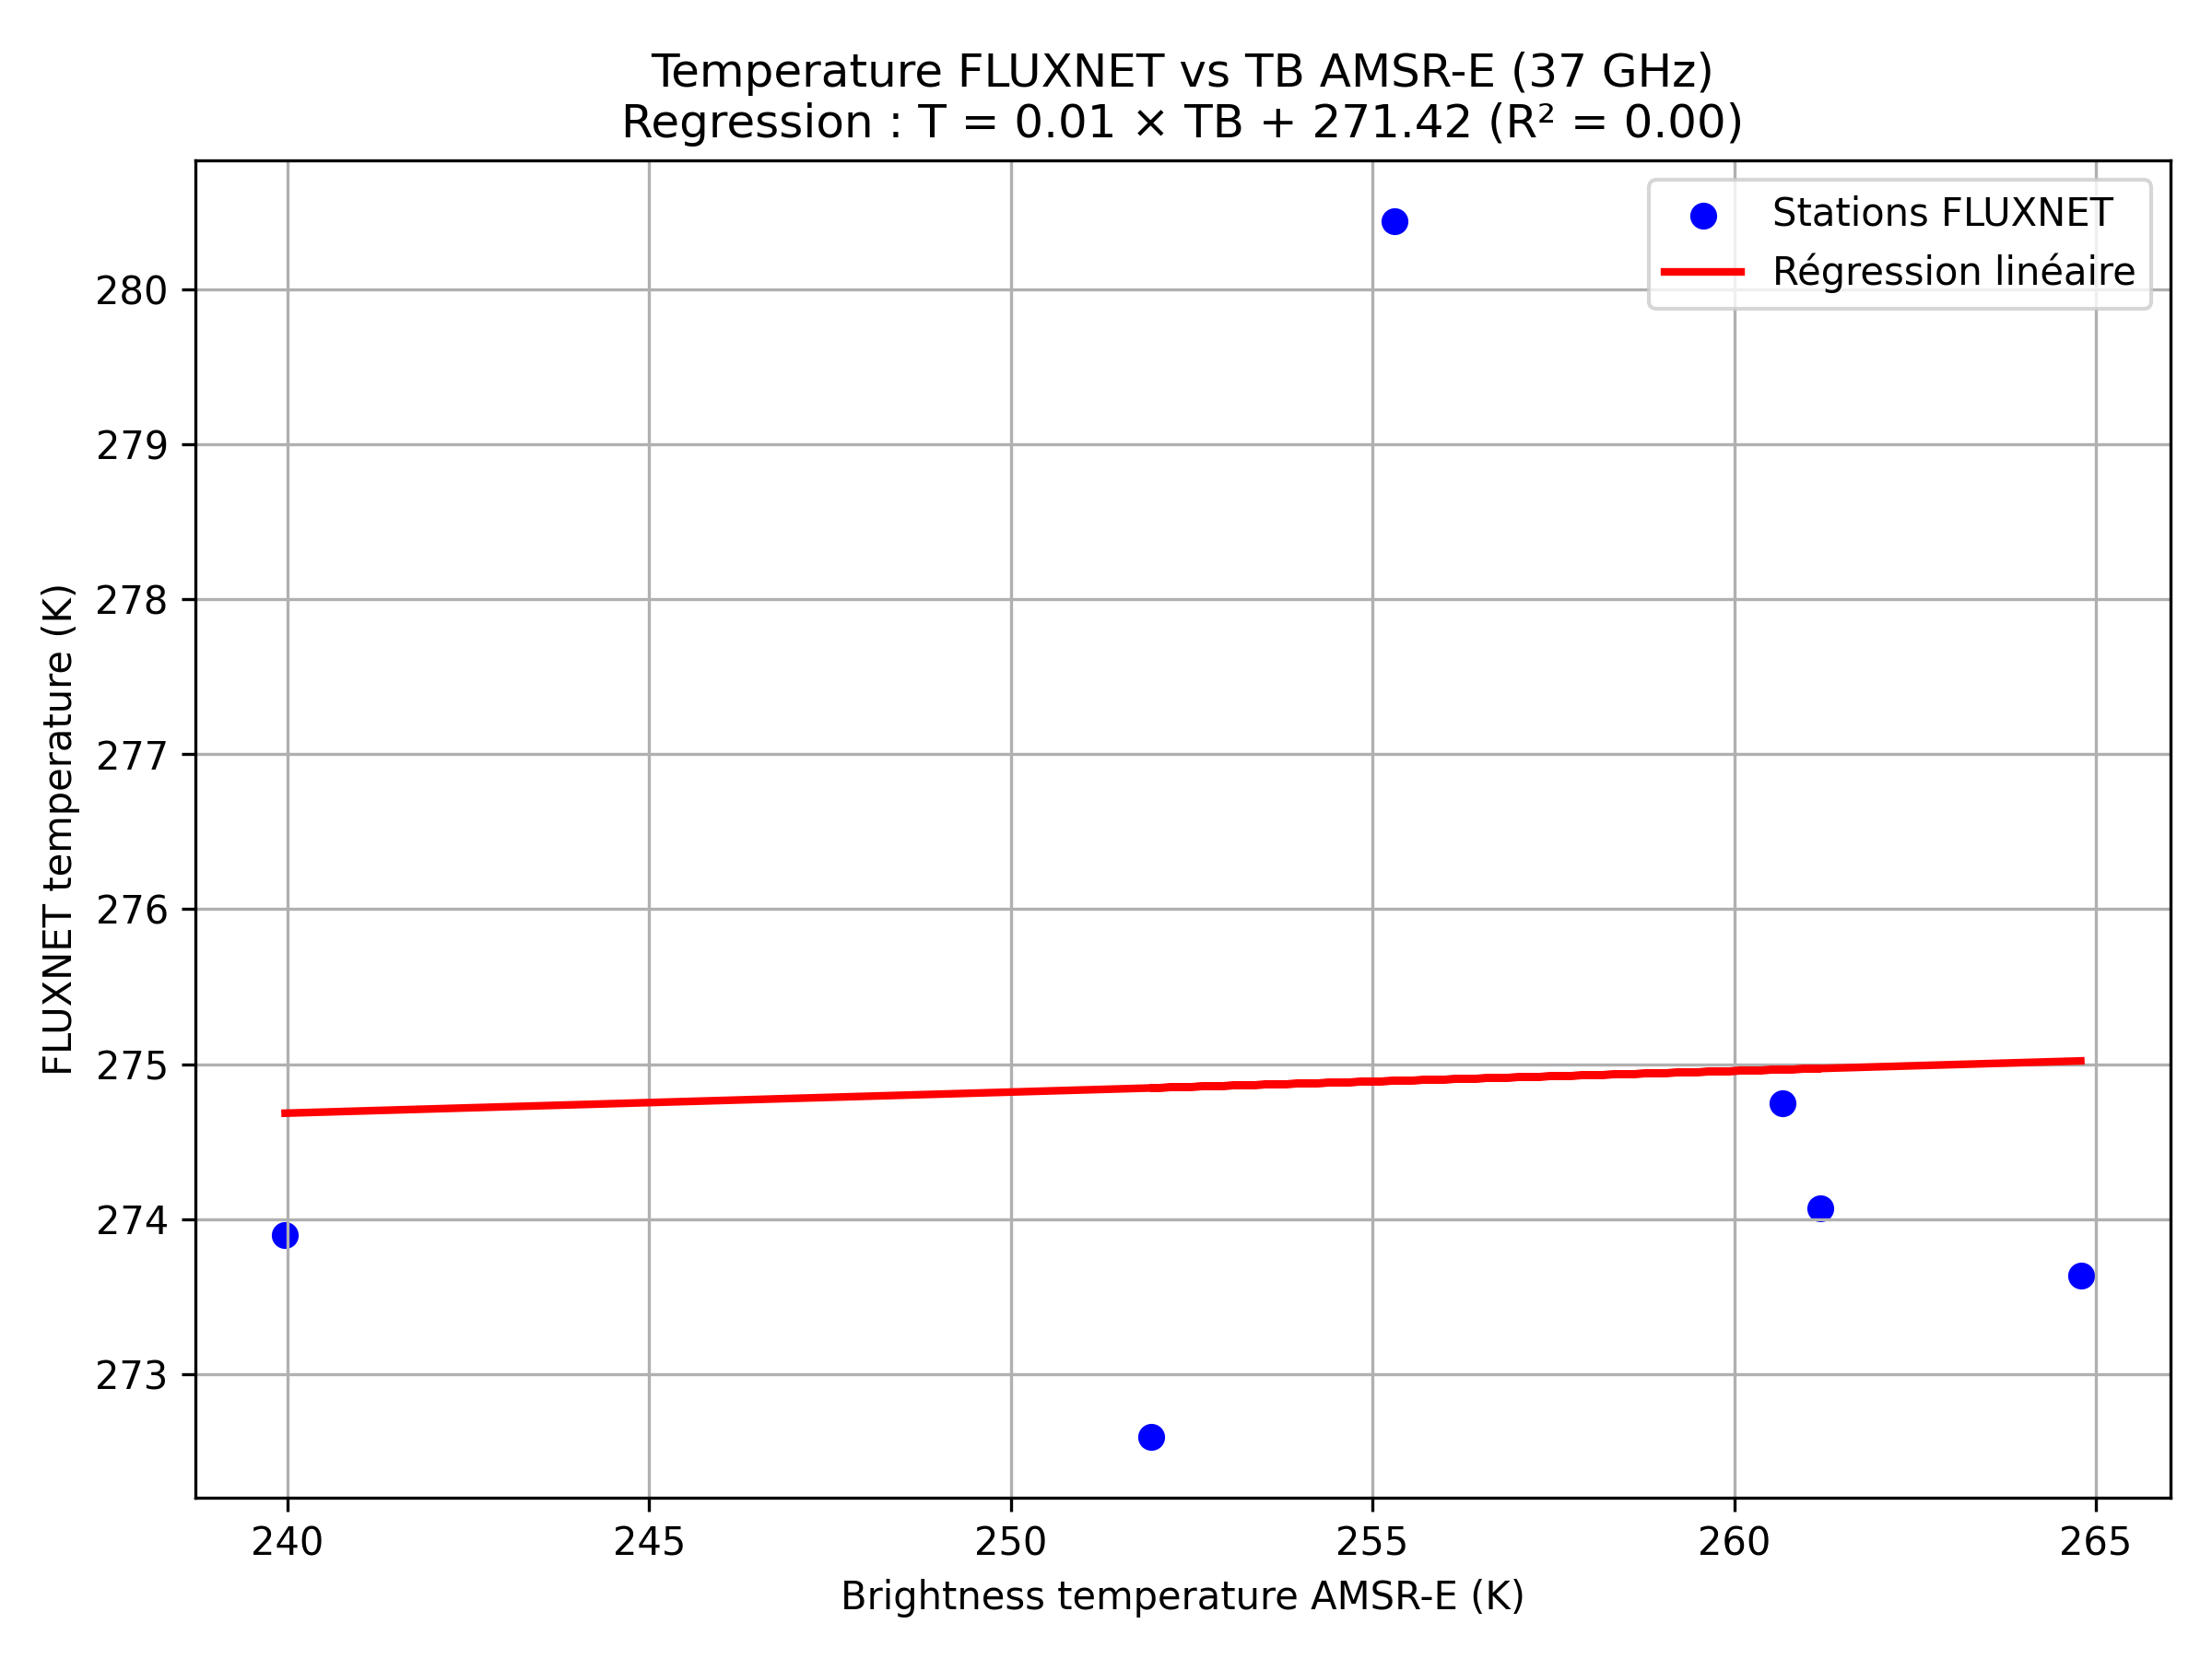 Temperature FLUXNET vs TB AMSR-E (37 GHz)
Regression : T = 0.01 × TB + 271.42 (R² = 0.00)
Stations FLUXNET
Régression linéaire
280
279
278
277
276
275
274
273
FLUXNET temperature (K)
240 245 250 255 260 265
Brightness temperature AMSR-E (K)